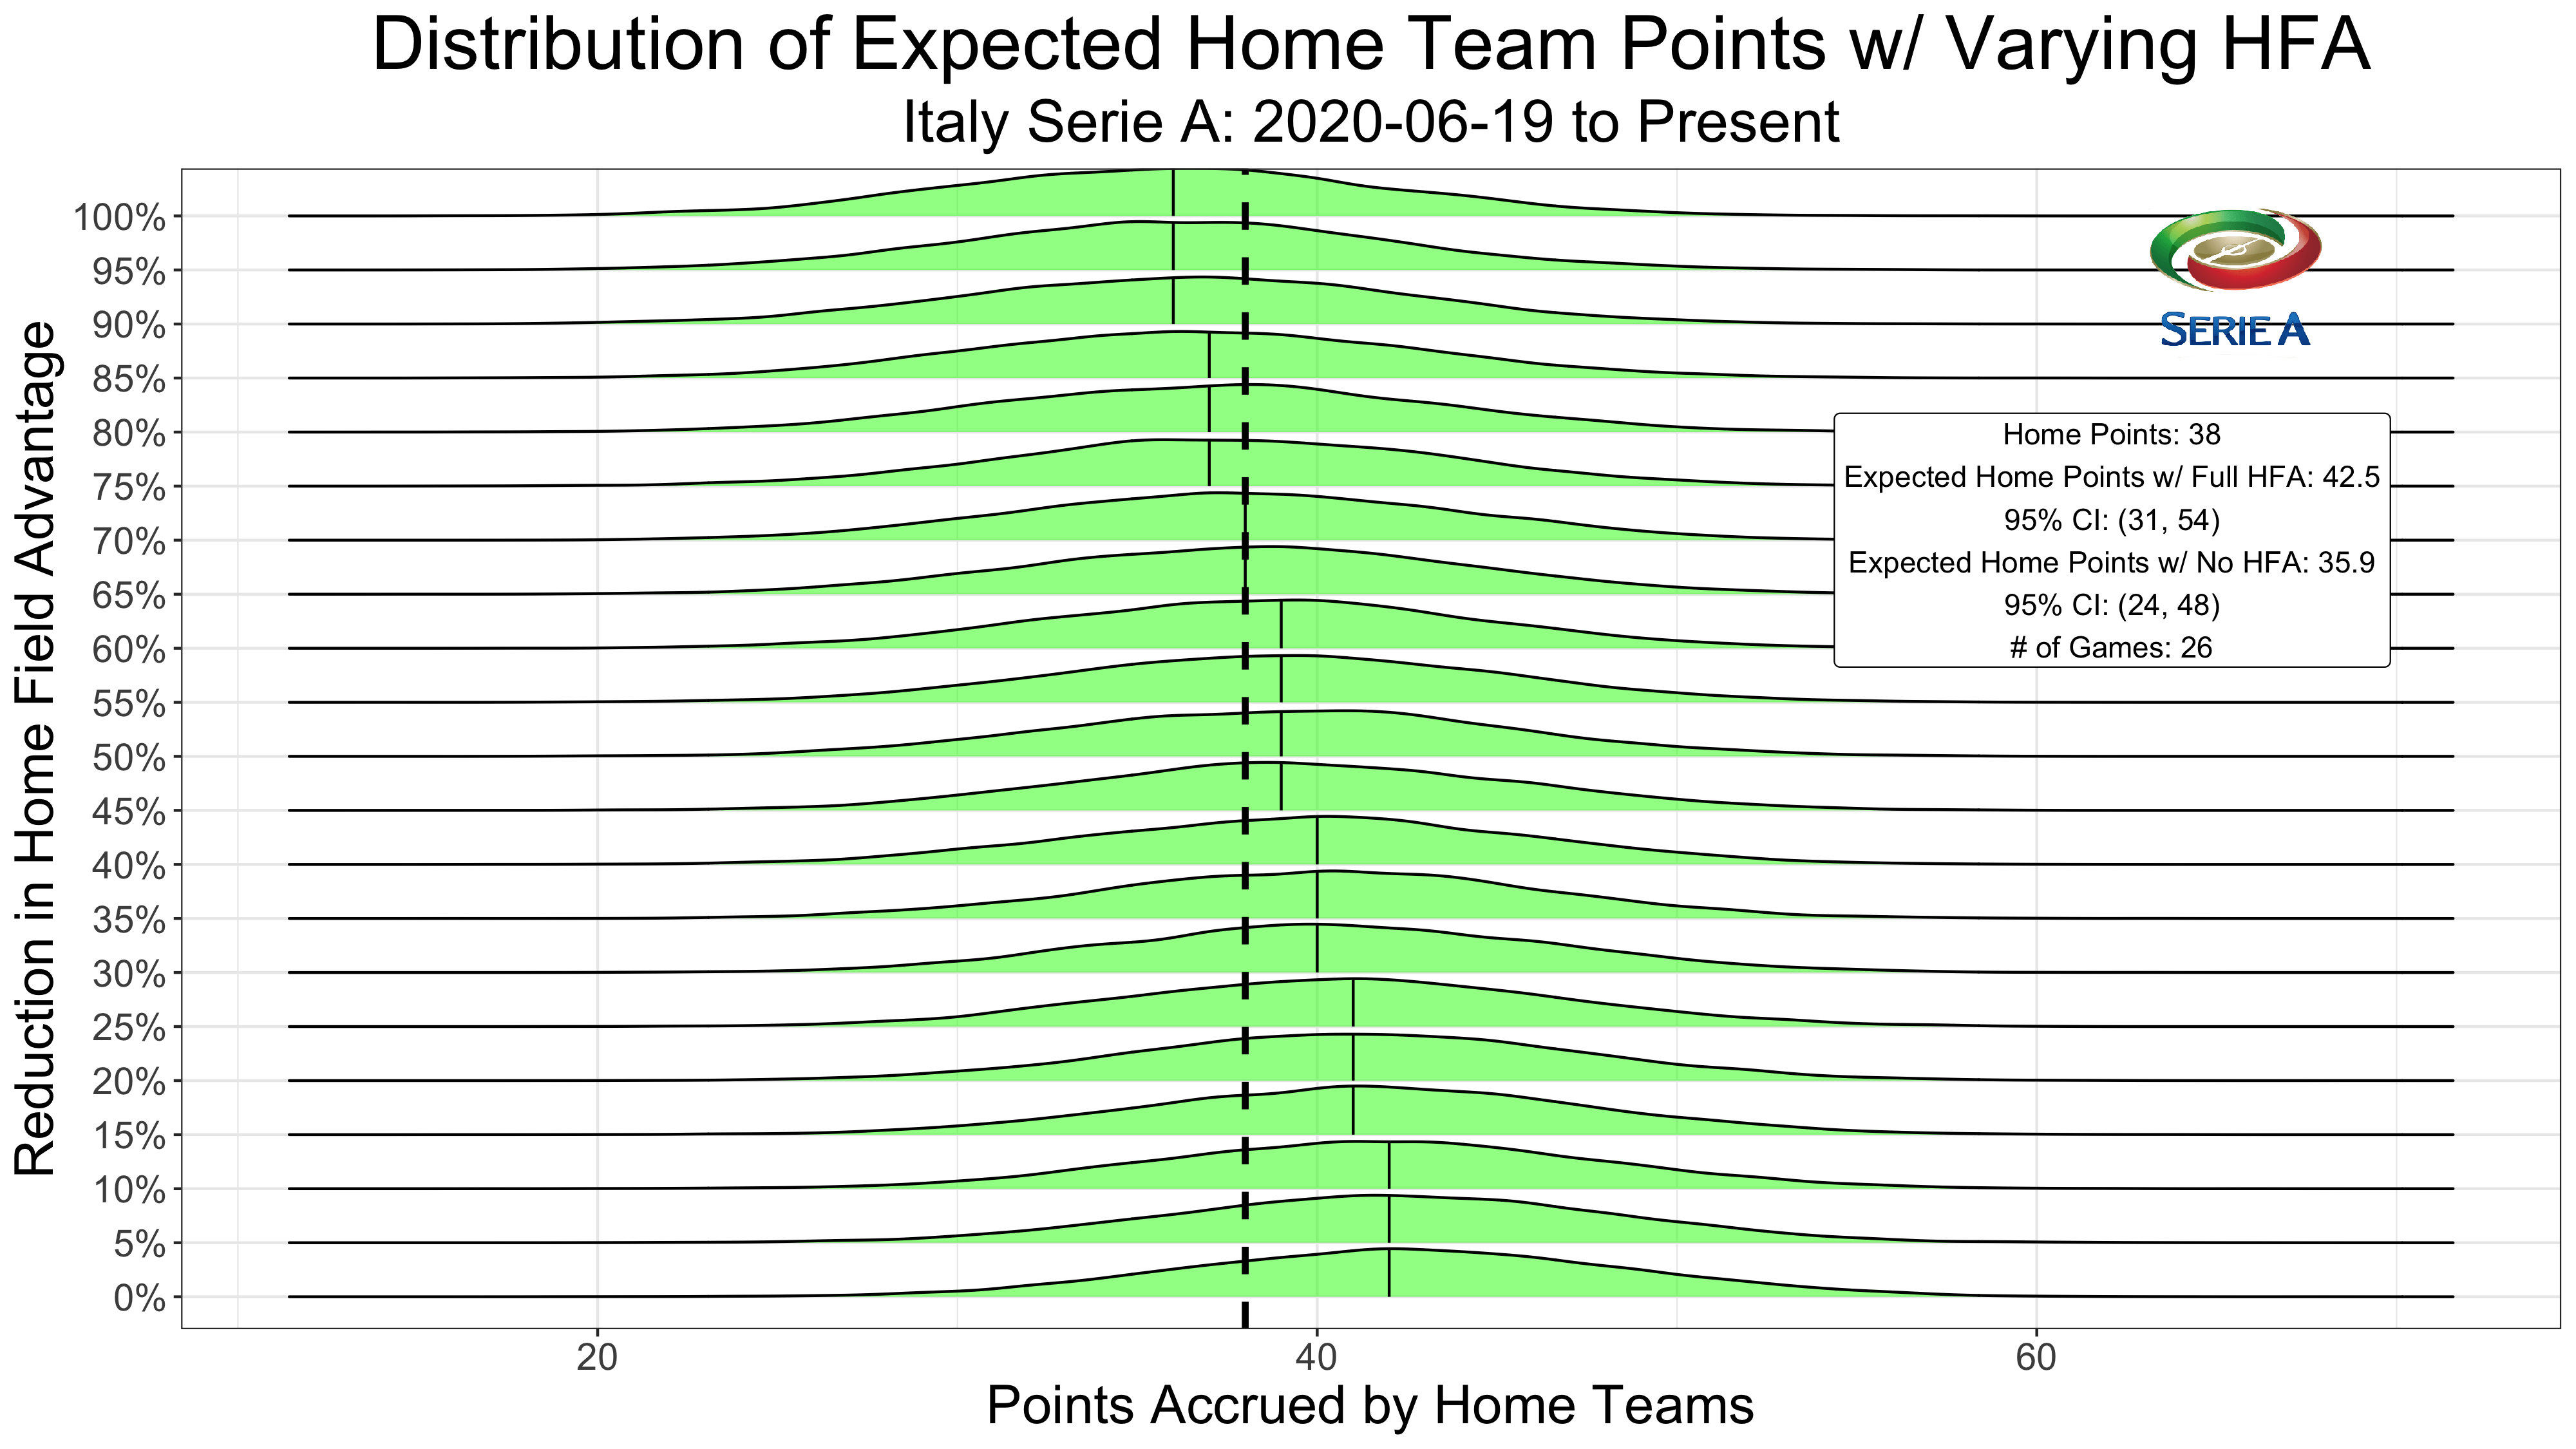 Distribution of Expected Home Team Points w/ Varying HFA
Italy Serie A: 2020-06-19 to Present
Reduction in Home Field Advantage
100%
95%
90%
85%
80%
75%
70%
65%
60%
55%
50%
45%
40%
35%
30%
25%
20%
15%
10%
5%
0%
SERIE A
Home Points: 38
Expected Home Points w/ Full HFA: 42.5
95% CI: (31, 54)
Expected Home Points w/ No HFA: 35.9
95% CI: (24, 48)
# of Games: 26
20
40
60
Points Accrued by Home Teams